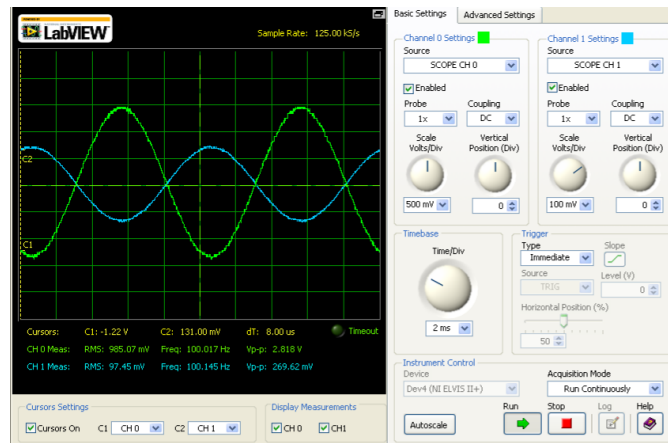 POWERED BY
LabVIEW
Sample Rate: 125.00 kS/s
C2
C1
Cursors: C1: -1.22 V C2: 131.00 mV dT: 8.00 us Timeout
CH 0 Meas: RMS: 985.07 mV Freq: 100.017 Hz Vp-p: 2.818 V
CH 1 Meas: RMS: 97.45 mV Freq: 100.145 Hz Vp-p: 269.62 mV
Cursors Settings
Cursors On C1 CH 0 C2 CH 1
Display Measurements
CH 0 CH1
Basic Settings Advanced Settings
Channel 0 Settings
Source
SCOPE CH 0
Enabled
Probe Coupling
1x DC
Scale Vertical
Volts/Div Position (Div)
500 mV 0
Channel 1 Settings
Source
SCOPE CH 1
Enabled
Probe Coupling
1x DC
Scale Vertical
Volts/Div Position (Div)
100 mV 0
Timebase
Time/Div
2 ms
Trigger
Type Slope
Immediate
Source Level (V)
TRIG 0
Horizontal Position (%)
50
Instrument Control
Device Acquisition Mode
Dev4 (NI ELVIS II+) Run Continuously
Run Stop Log Help
Autoscale